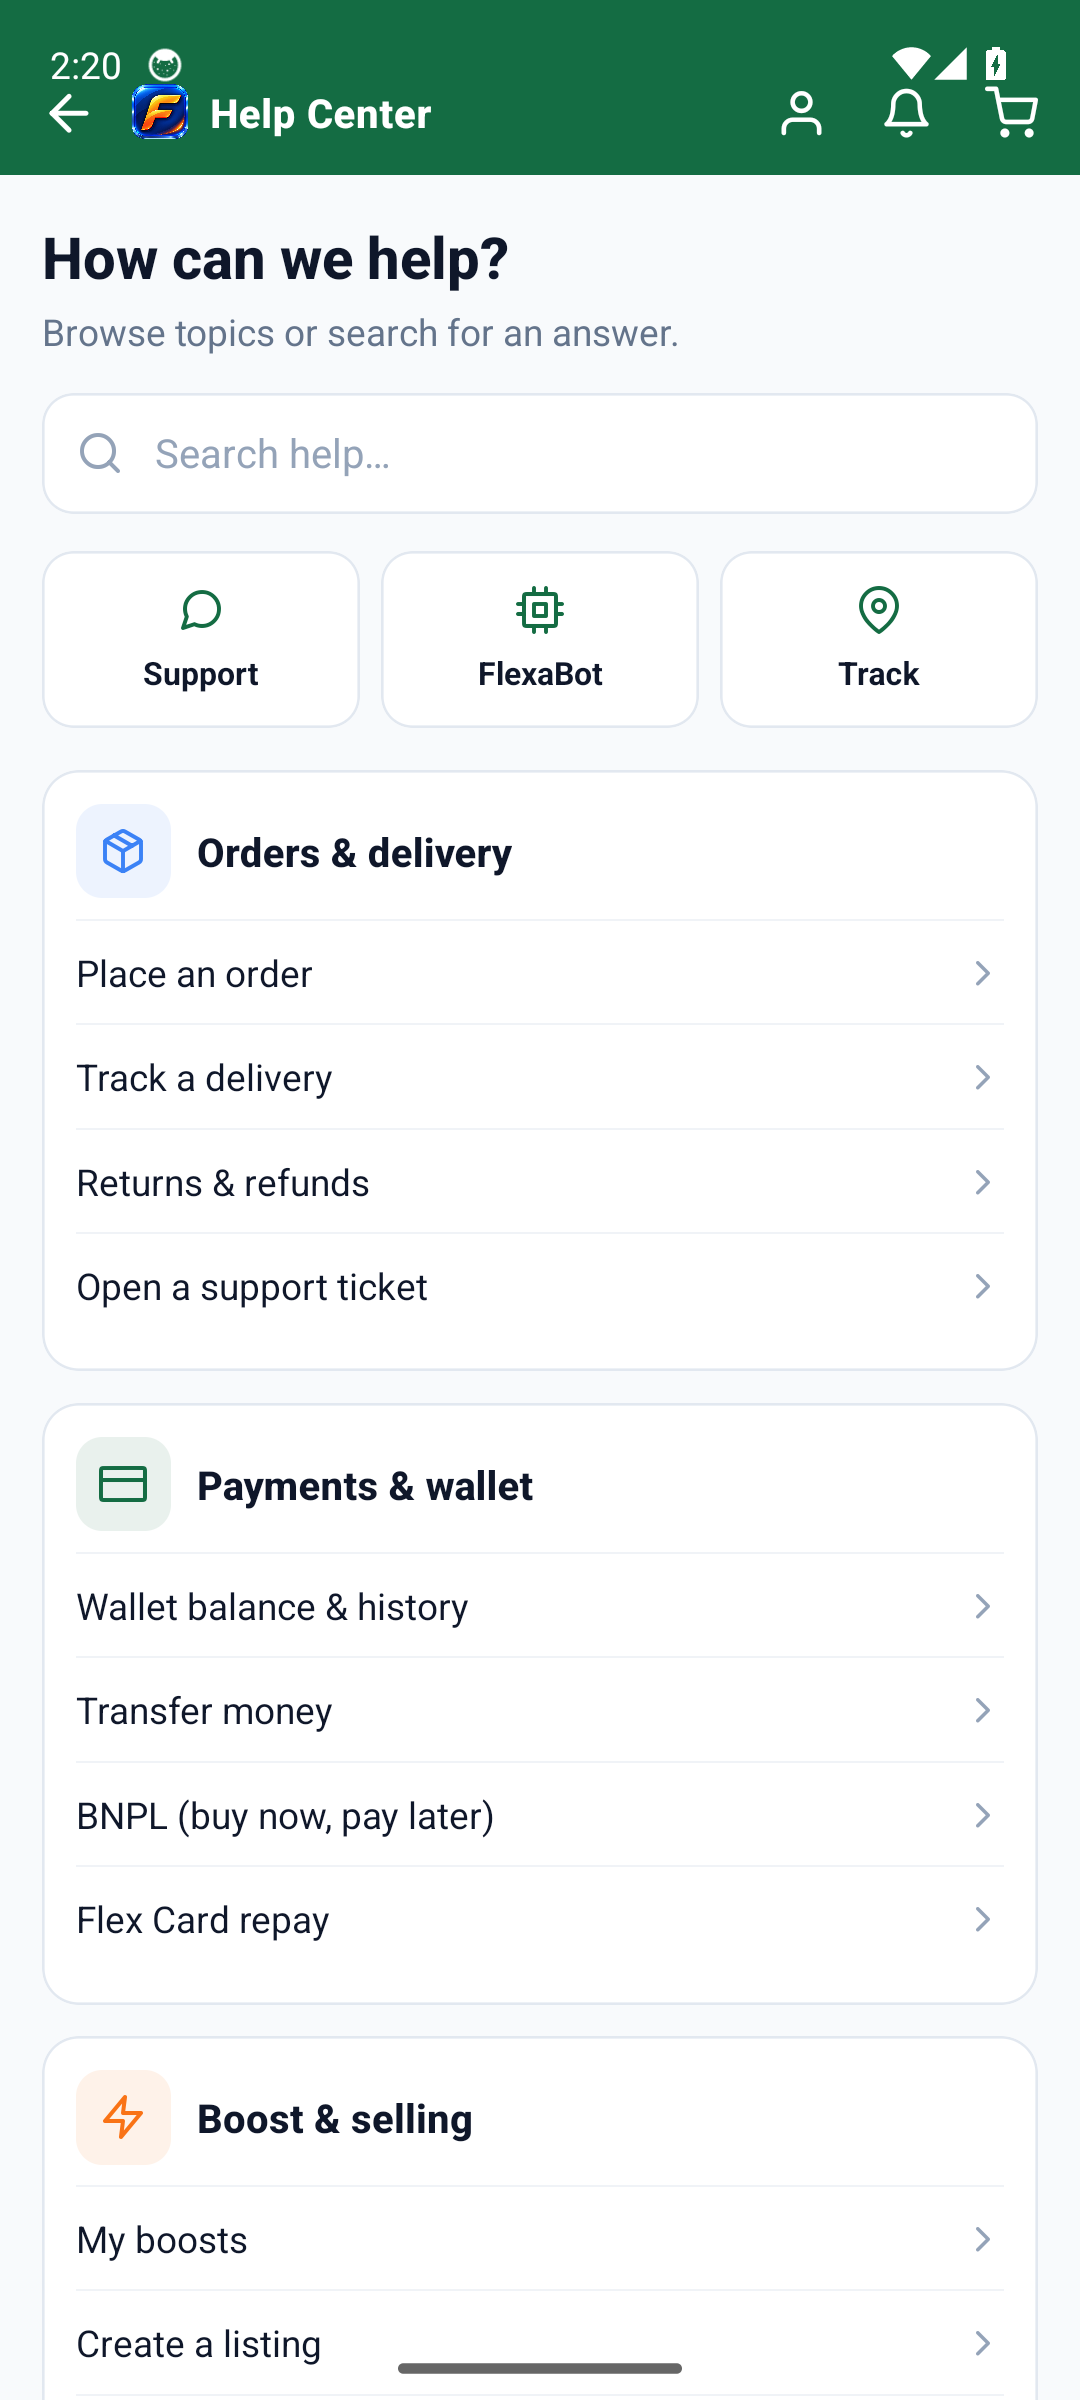 2:20
Help Center
How can we help?
Browse topics or search for an answer.
Search help...
Support
FlexaBot
Track
Orders & delivery
Place an order
Track a delivery
Returns & refunds
Open a support ticket
Payments & wallet
Wallet balance & history
Transfer money
BNPL (buy now, pay later)
Flex Card repay
Boost & selling
My boosts
Create a listing